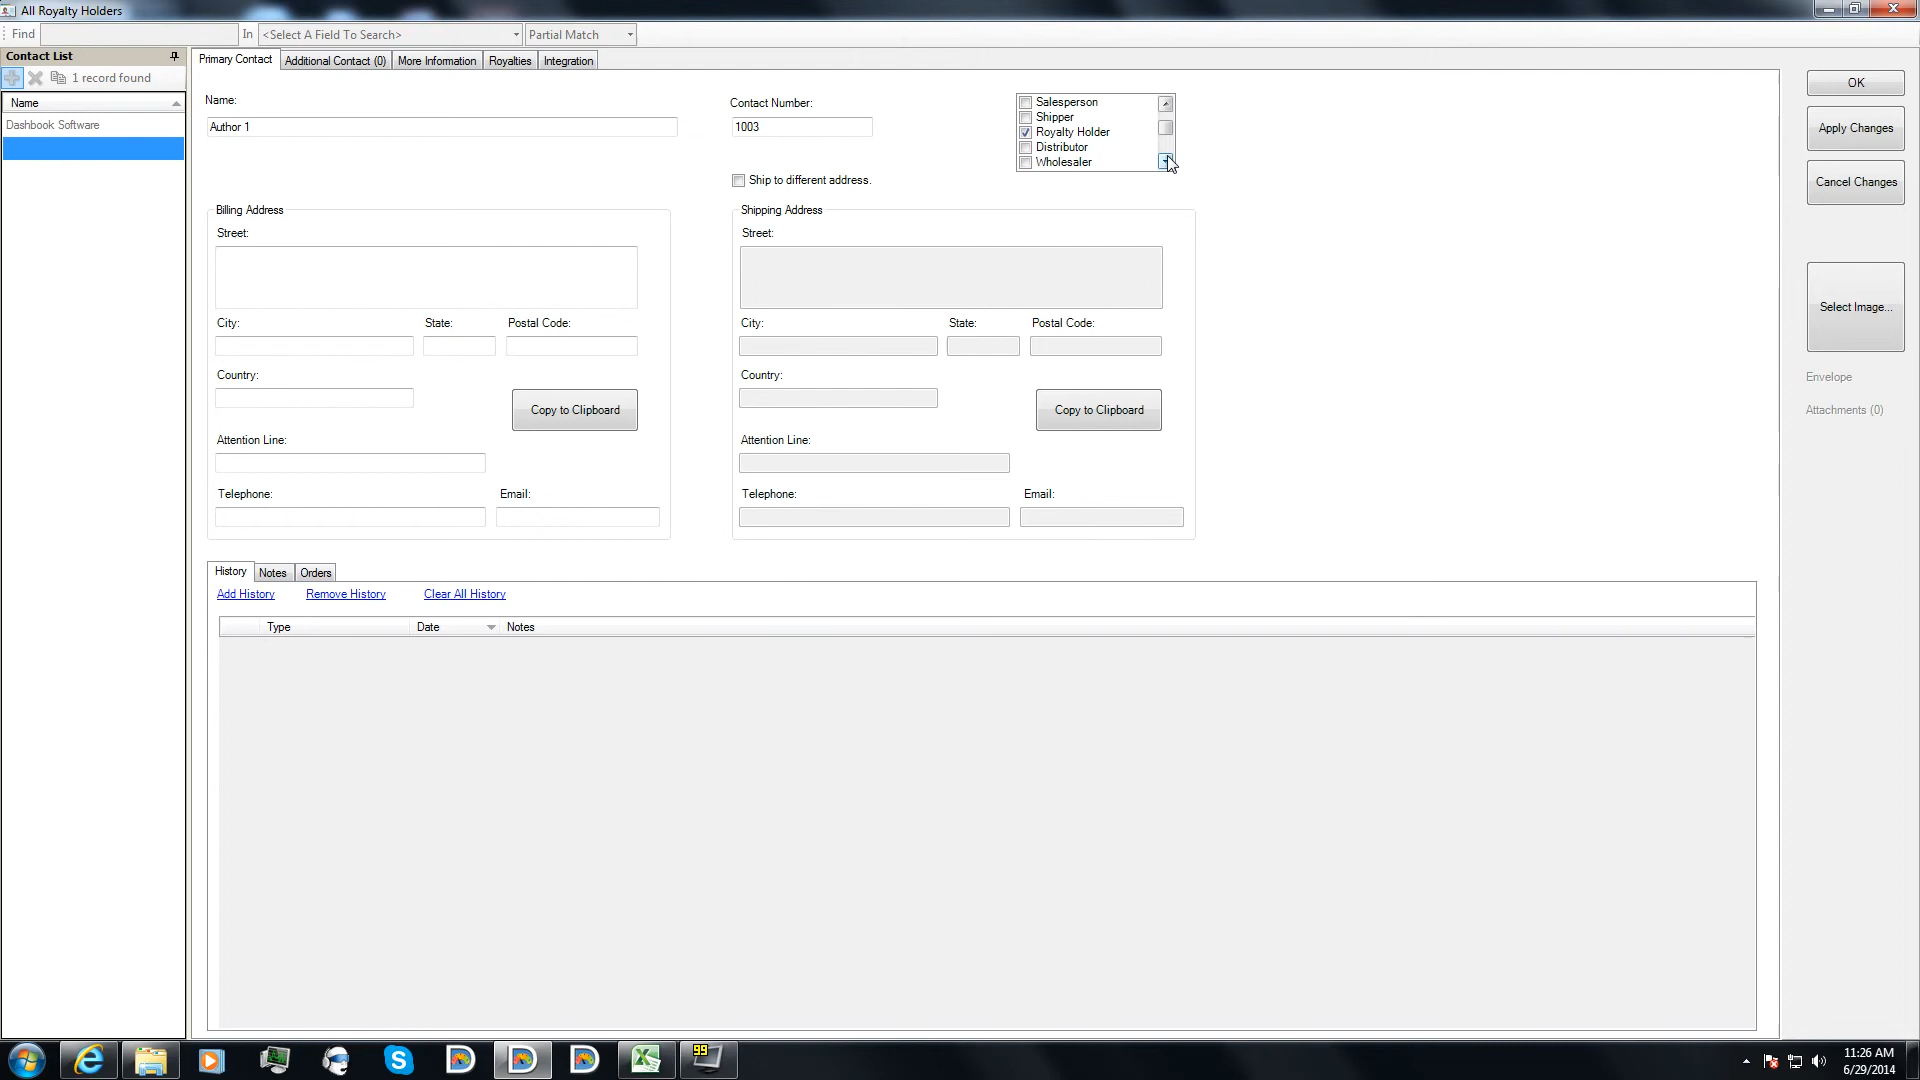 All Royalty Holders
Find
In <Select A Field To Search> Partial Match
Contact List
1 record found
Name
Dashbook Software
Primary Contact Additional Contact (0) More Information Royalties Integration
Name:
Author 1
Contact Number:
1003
Salesperson
Shipper
Royalty Holder
Distributor
Wholesaler
Ship to different address.
Billing Address
Street:
City: State: Postal Code:
Country:
Copy to Clipboard
Attention Line:
Telephone: Email:
Shipping Address
Street:
City: State: Postal Code:
Country:
Copy to Clipboard
Attention Line:
Telephone: Email:
OK
Apply Changes
Cancel Changes
Select Image...
Envelope
Attachments (0)
History Notes Orders
Add History Remove History Clear All History
Type Date Notes
99
11:26 AM
6/29/2014